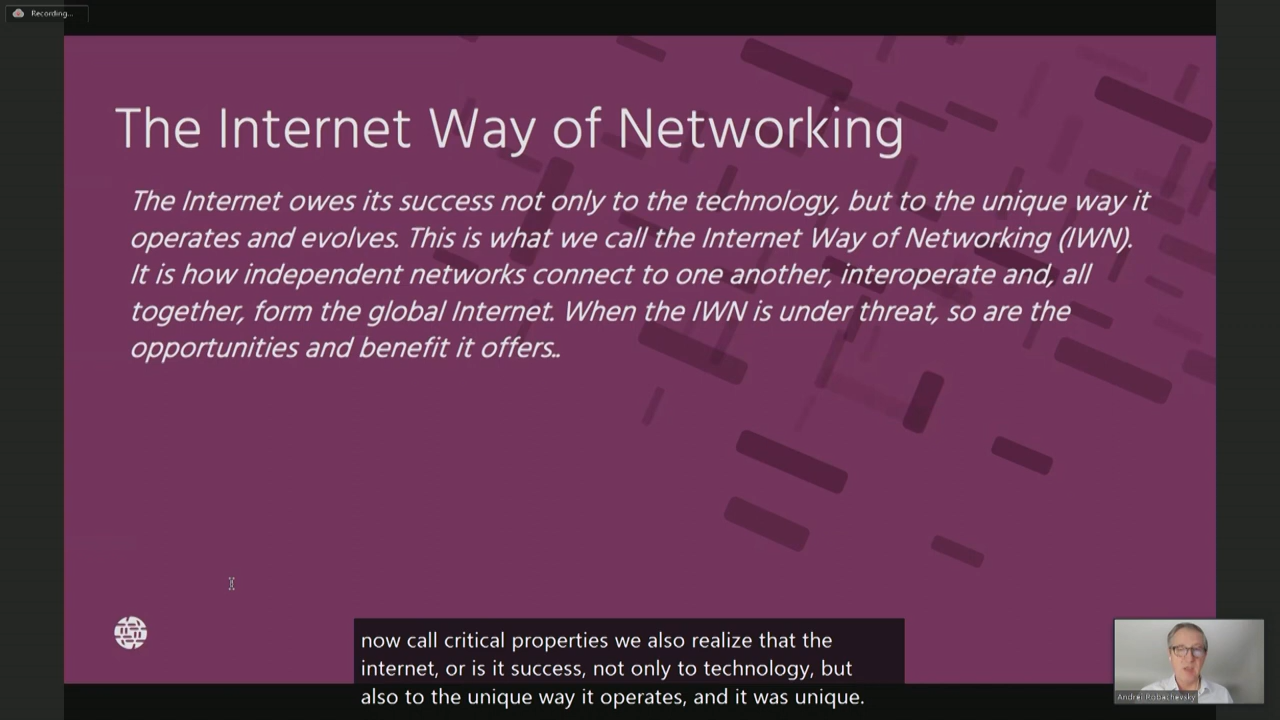 Recording...
The Internet Way of Networking
The Internet owes its success not only to the technology, but to the unique way it
operates and evolves. This is what we call the Internet Way of Networking (IWN).
It is how independent networks connect to one another, interoperate and, all
together, form the global Internet. When the IWN is under threat, so are the
opportunities and benefit it offers..
now call critical properties we also realize that the
internet, or is it success, not only to technology, but
also to the unique way it operates, and it was unique.
Andrei Robachevsky